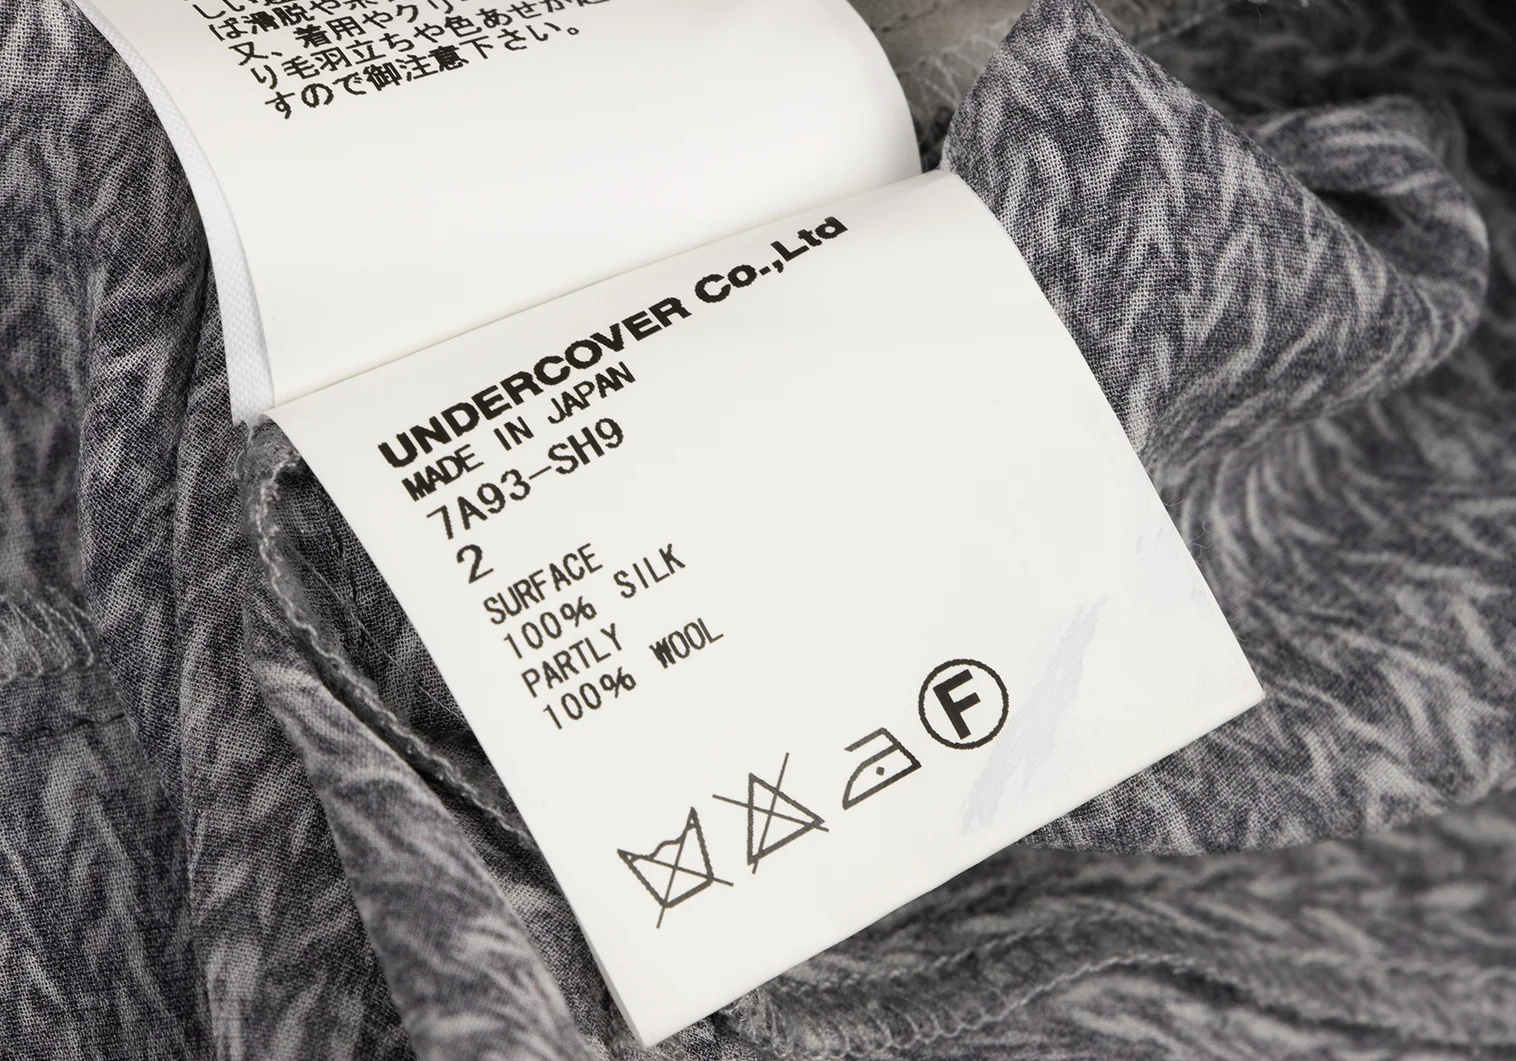 ば滑脱や
又、着用やクリ
り毛羽立ちや色あせが
すので御注意下さい。
UNDERCOVER Co.,Ltd
MADE IN JAPAN
7A93-SH9
2
SURFACE
100% SILK
PARTLY
100% WOOL
F